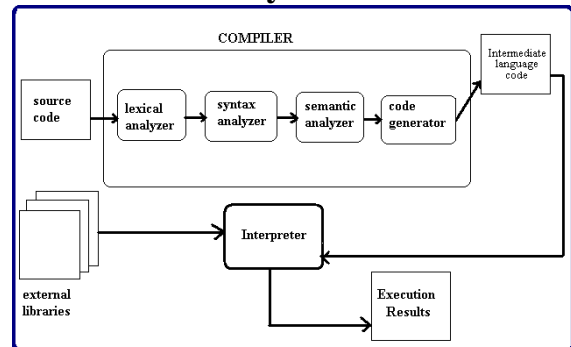 COMPILER
Intermediate
language
code
source
code
lexical
analyzer
syntax
analyzer
semantic
analyzer
code
generator
Interpreter
external
libraries
Execution
Results